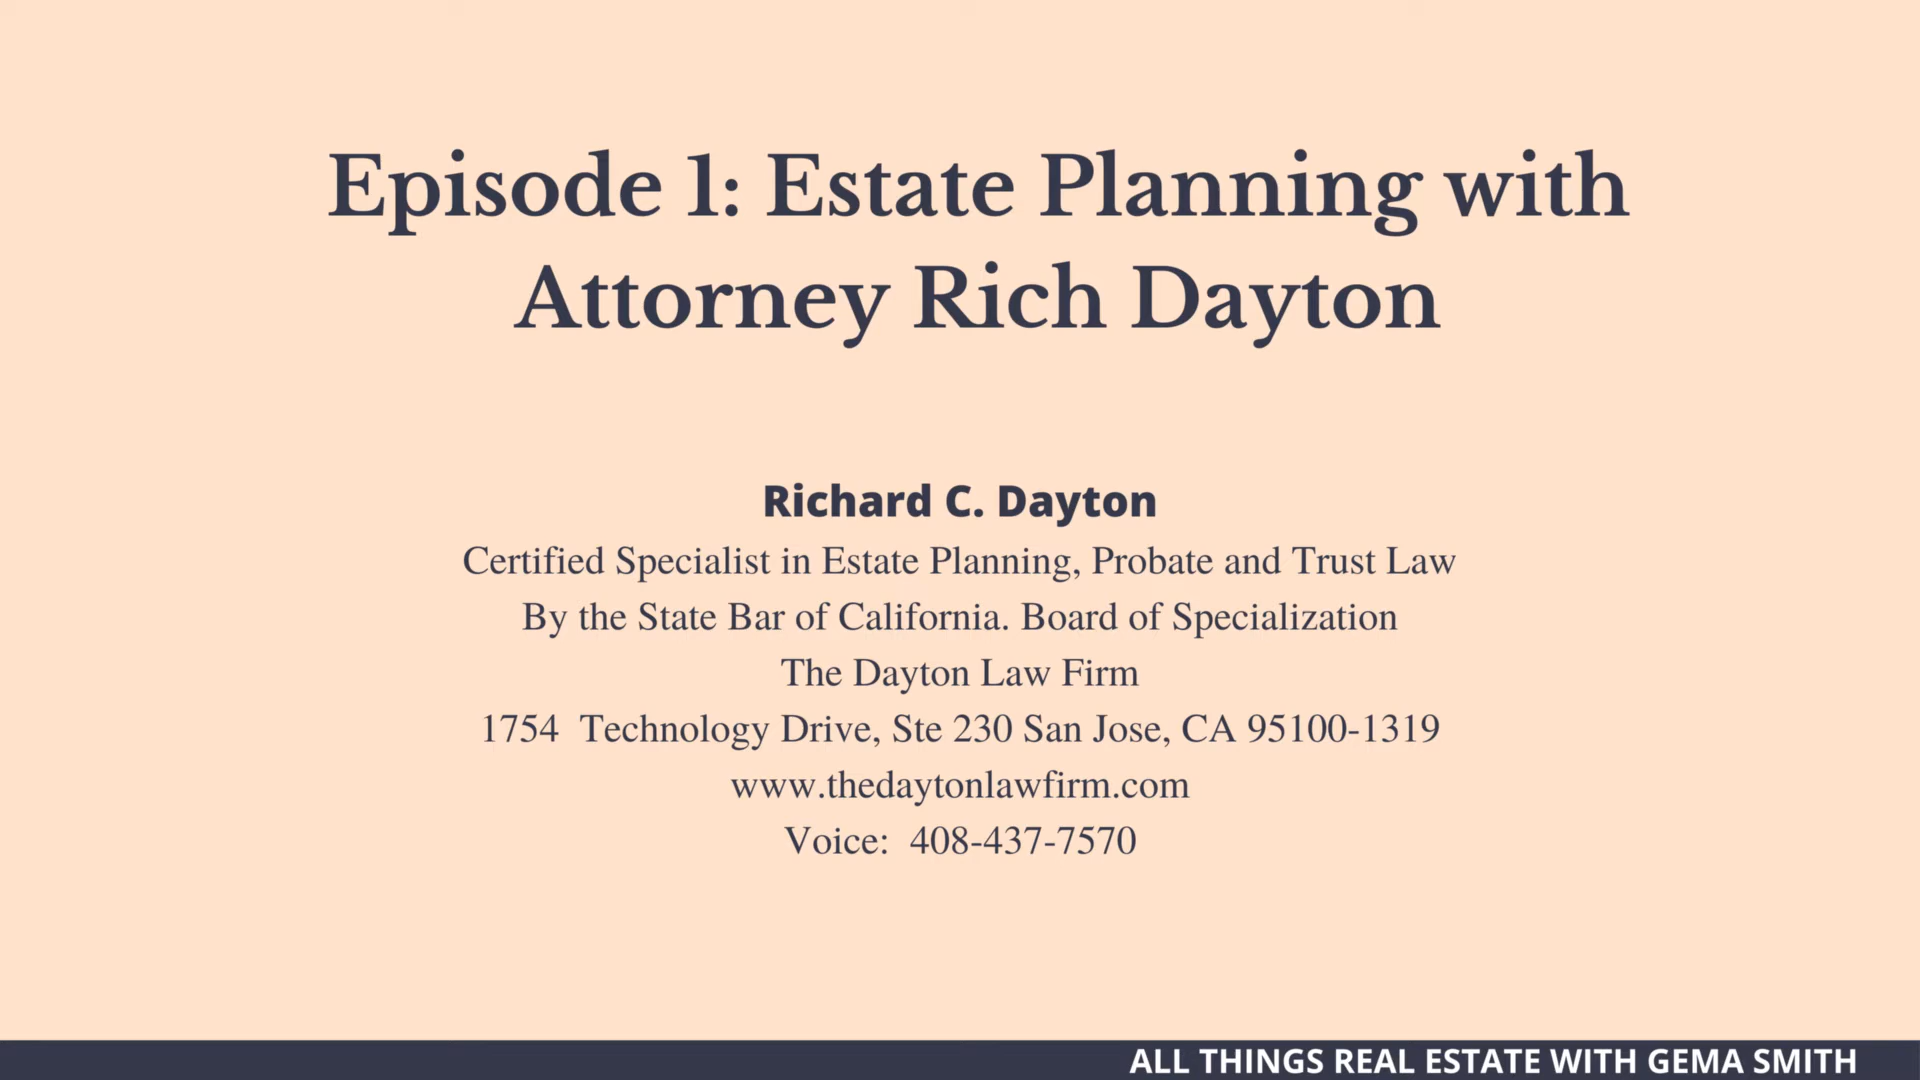 Episode 1: Estate Planning with
Attorney Rich Dayton
Richard C. Dayton
Certified Specialist in Estate Planning, Probate and Trust Law
By the State Bar of California. Board of Specialization
The Dayton Law Firm
1754  Technology Drive, Ste 230 San Jose, CA 95100-1319
www.thedaytonlawfirm.com
Voice:  408-437-7570
ALL THINGS REAL ESTATE WITH GEMA SMITH